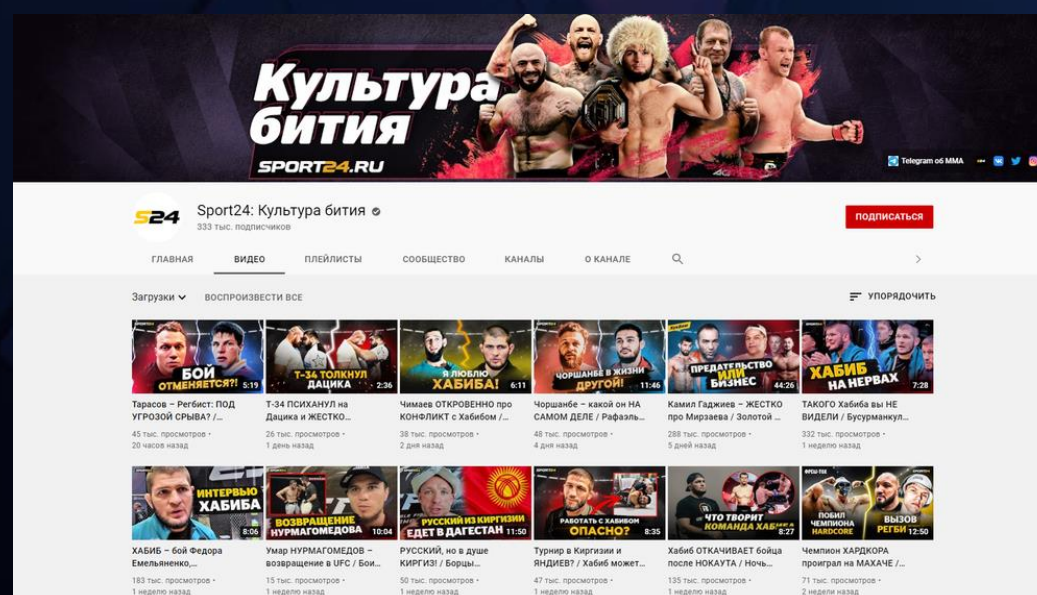 Культура
бития
SPORT24.RU
Telegram об ММА
S24
Sport24: Культура бития
333 тыс. подписчиков
ПОДПИСАТЬСЯ
ГЛАВНАЯ ВИДЕО ПЛЕЙЛИСТЫ СООБЩЕСТВО КАНАЛЫ О КАНАЛЕ
Загрузки ВОСПРОИЗВЕСТИ ВСЕ УПОРЯДОЧИТЬ
БОЙ
ОТМЕНЯЕТСЯ?! 5:19
Т-34 ТОЛКНУЛ
ДАЦИКА 2:36
Я ЛЮБЛЮ
ХАБИБА! 6:11
ЧОРШАНБЕ В ЖИЗНИ
ДРУГОЙ! 11:46
ПРЕДАТЕЛЬСТВО
ИЛИ
БИЗНЕС 44:26
ХАБИБ
НА НЕРВАХ 7:28
Тарасов – Регбист: ПОД
УГРОЗОЙ СРЫВА? /...
45 тыс. просмотров •
20 часов назад
Т-34 ПСИХАНУЛ на
Дацика и ЖЕСТКО...
26 тыс. просмотров •
1 день назад
Чимаев ОТКРОВЕННО про
КОНФЛИКТ с Хабибом /...
38 тыс. просмотров •
2 дня назад
Чоршанбе – какой он НА
САМОМ ДЕЛЕ / Рафаэль...
48 тыс. просмотров •
4 дня назад
Камил Гаджиев – ЖЕСТКО
про Мирзаева / Золотой ...
288 тыс. просмотров •
5 дней назад
ТАКОГО Хабиба вы НЕ
ВИДЕЛИ / Бусурманкул...
332 тыс. просмотров •
1 неделю назад
ИНТЕРВЬЮ
ХАБИБА
8:06
ВОЗВРАЩЕНИЕ
НУРМАГОМЕДОВА 10:04
РУССКИЙ ИЗ КИРГИЗИИ
ЕДЕТ В ДАГЕСТАН 11:50
РАБОТАТЬ С ХАБИБОМ
ОПАСНО? 8:35
ЧТО ТВОРИТ
КОМАНДА ХАБИБА
8:27
ПОБИЛ
ЧЕМПИОНА
HARDCORE
ВЫЗОВ
РЕГБИ 12:50
ХАБИБ – бой Федора
Емельяненко,...
183 тыс. просмотров •
1 неделю назад
Умар НУРМАГОМЕДОВ –
возвращение в UFC / Бои...
15 тыс. просмотров •
1 неделю назад
РУССКИЙ, но в душе
КИРГИЗ! / Борцы...
50 тыс. просмотров •
1 неделю назад
Турнир в Киргизии и
ЯНДИЕВ? / Хабиб может...
47 тыс. просмотров •
1 неделю назад
Хабиб ОТКАЧИВАЕТ бойца
после НОКАУТА / Ночь...
135 тыс. просмотров •
1 неделю назад
Чемпион ХАРДКОРА
проиграл на МАХАЧЕ /...
71 тыс. просмотров •
2 недели назад